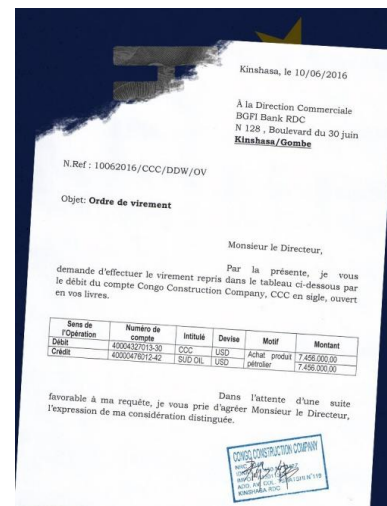 Kinshasa, le 10/06/2016
À la Direction Commerciale
BGFI Bank RDC
N 128 , Boulevard du 30 juin
Kinshasa/Gombe
N.Ref : 10062016/CCC/DDW/OV
Objet: Ordre de virement
Monsieur le Directeur,
Par la présente, je vous
demande d'effectuer le virement repris dans le tableau ci-dessous par
le débit du compte Congo Construction Company, CCC en sigle, ouvert
en vos livres.
Sens de l'Opération Numéro de compte Intitulé Devise Motif Montant
Débit 40004327013-30 CCC USD Achat produit pétrolier 7.456.000,00
Crédit 40000476012-42 SUD OIL USD 7.456.000,00
Dans l'attente d'une suite
favorable à ma requête, je vous prie d'agréer Monsieur le Directeur,
l'expression de ma considération distinguée.
CONGO CONSTRUCTION COMPANY
KINSHASA RDC